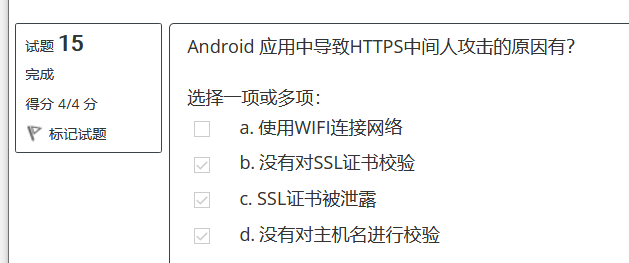 试题 15
完成
得分 4/4 分
标记试题
Android 应用中导致HTTPS中间人攻击的原因有？
选择一项或多项：
a. 使用WIFI连接网络
b. 没有对SSL证书校验
c. SSL证书被泄露
d. 没有对主机名进行校验